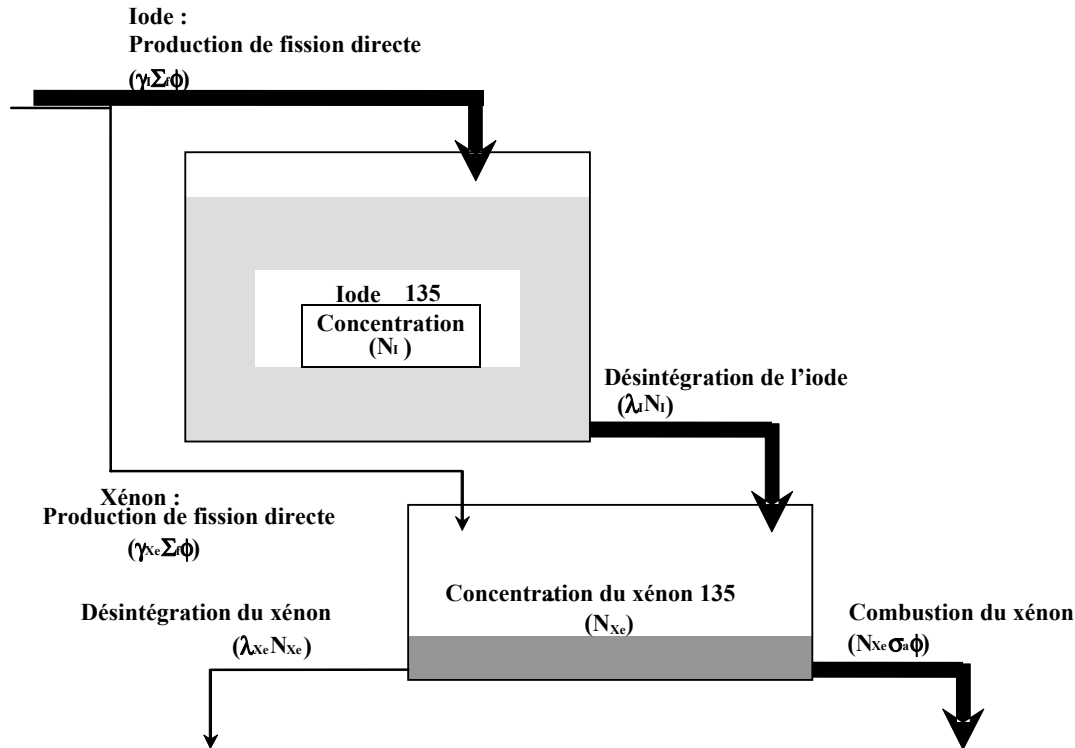 Iode :
Production de fission directe
(γIΣfϕ)
Iode 135
Concentration
(NI )
Désintégration de l’iode
(λINI)
Xénon :
Production de fission directe
(γXeΣfϕ)
Concentration du xénon 135
(NXe)
Désintégration du xénon
(λXeNXe)
Combustion du xénon
(NXeσaϕ)